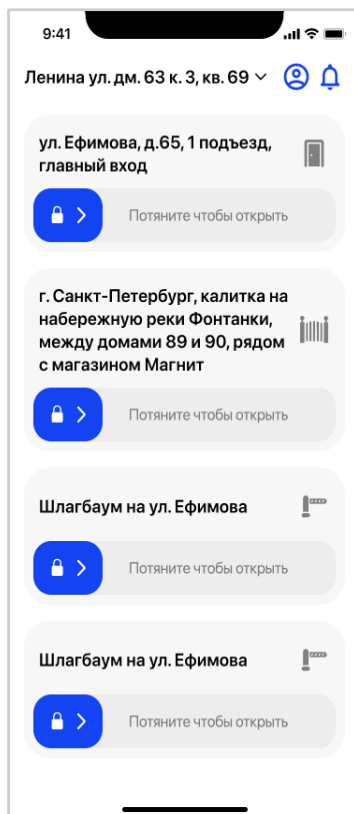 9:41
Ленина ул. дм. 63 к. 3, кв. 69
ул. Ефимова, д.65, 1 подъезд,
главный вход
Потяните чтобы открыть
г. Санкт-Петербург, калитка на
набережную реки Фонтанки,
между домами 89 и 90, рядом
с магазином Магнит
Потяните чтобы открыть
Шлагбаум на ул. Ефимова
Потяните чтобы открыть
Шлагбаум на ул. Ефимова
Потяните чтобы открыть